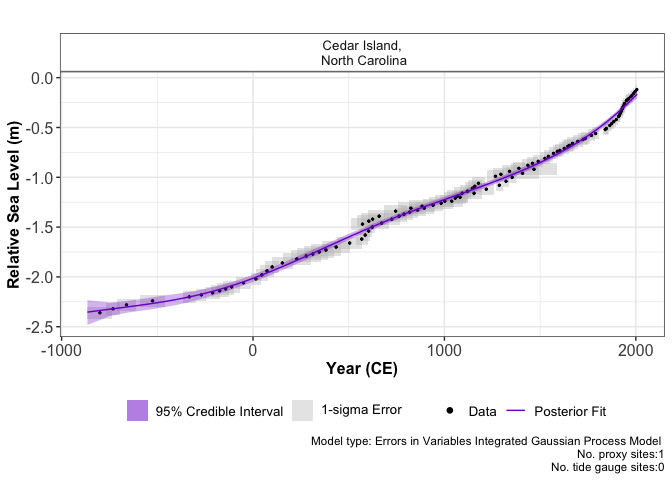 Cedar Island,
North Carolina
0.0
-0.5
-1.0
-1.5
-2.0
-2.5
Relative Sea Level (m)
-1000
0
1000
2000
Year (CE)
95% Credible Interval
1-sigma Error
Data
Posterior Fit
Model type: Errors in Variables Integrated Gaussian Process Model
No. proxy sites:1
No. tide gauge sites:0